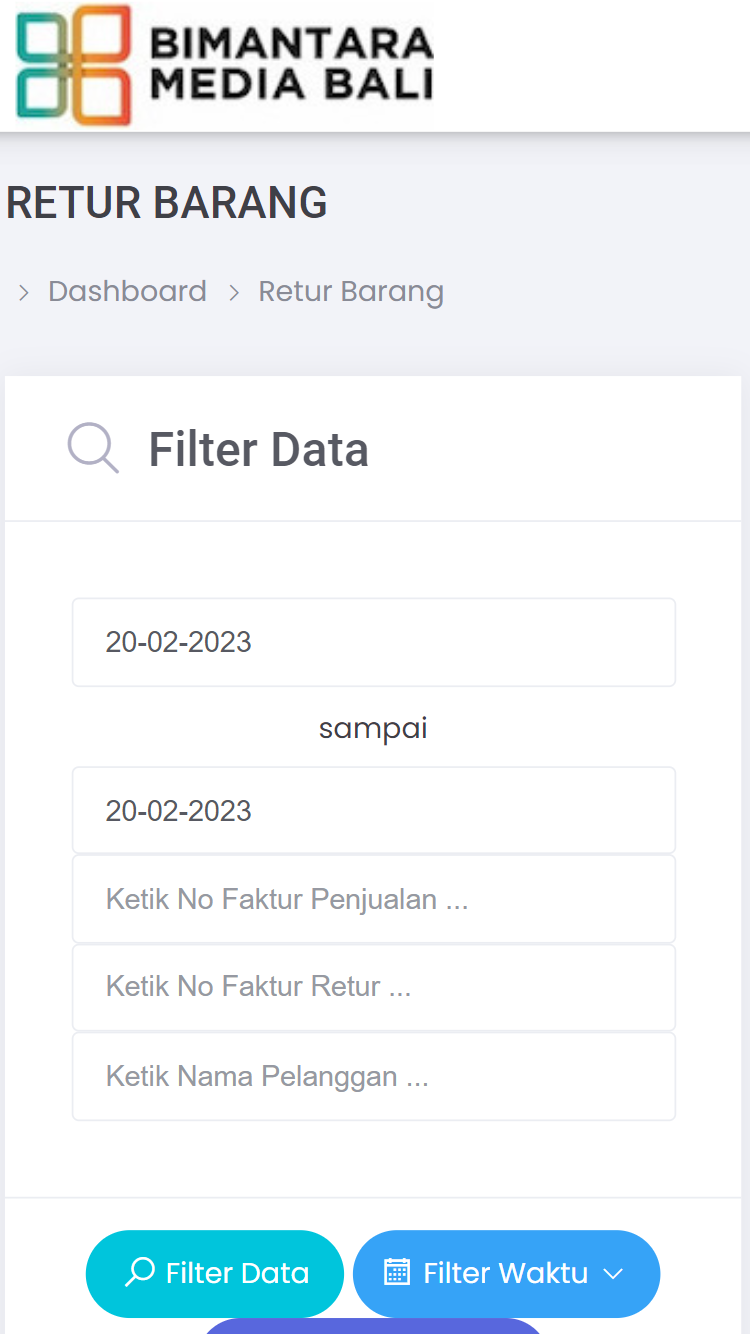 BIMANTARA
MEDIA BALI
RETUR BARANG
> Dashboard > Retur Barang
Filter Data
20-02-2023
sampai
20-02-2023
Ketik No Faktur Penjualan ...
Ketik No Faktur Retur ...
Ketik Nama Pelanggan ...
Filter Data Filter Waktu